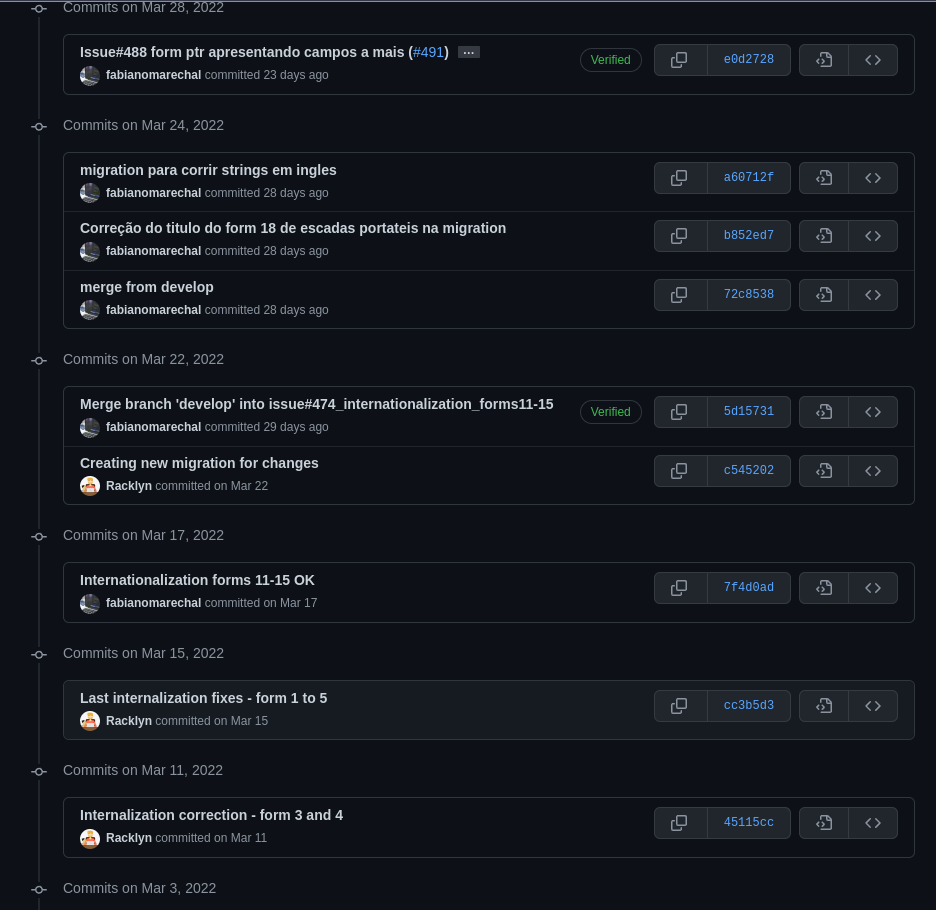 Commits on Mar 28, 2022
Issue#488 form ptr apresentando campos a mais (#491) …
Verified
e0d2728
fabianomarechal committed 23 days ago
Commits on Mar 24, 2022
migration para corrir strings em ingles
a60712f
fabianomarechal committed 28 days ago
Correção do titulo do form 18 de escadas portateis na migration
b852ed7
fabianomarechal committed 28 days ago
merge from develop
72c8538
fabianomarechal committed 28 days ago
Commits on Mar 22, 2022
Merge branch 'develop' into issue#474_internationalization_forms11-15
Verified
5d15731
fabianomarechal committed 29 days ago
Creating new migration for changes
c545202
Racklyn committed on Mar 22
Commits on Mar 17, 2022
Internationalization forms 11-15 OK
7f4d0ad
fabianomarechal committed on Mar 17
Commits on Mar 15, 2022
Last internalization fixes - form 1 to 5
cc3b5d3
Racklyn committed on Mar 15
Commits on Mar 11, 2022
Internalization correction - form 3 and 4
45115cc
Racklyn committed on Mar 11
Commits on Mar 3, 2022